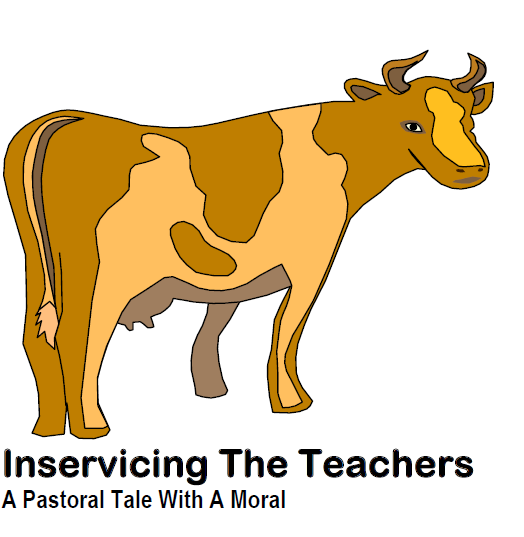 Inservicing The Teachers
A Pastoral Tale With A Moral